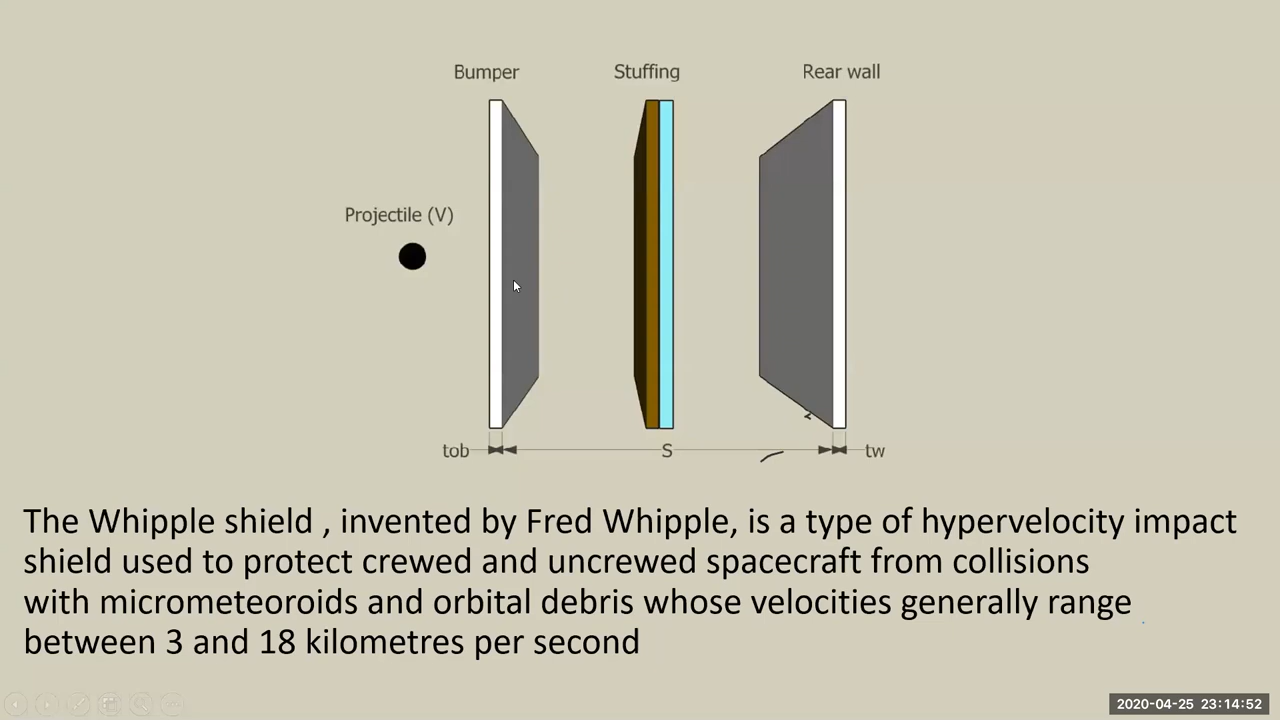 Bumper Stuffing Rear wall
Projectile (V)
tob S tw
The Whipple shield , invented by Fred Whipple, is a type of hypervelocity impact
shield used to protect crewed and uncrewed spacecraft from collisions
with micrometeoroids and orbital debris whose velocities generally range
between 3 and 18 kilometres per second
2020-04-25 23:14:52